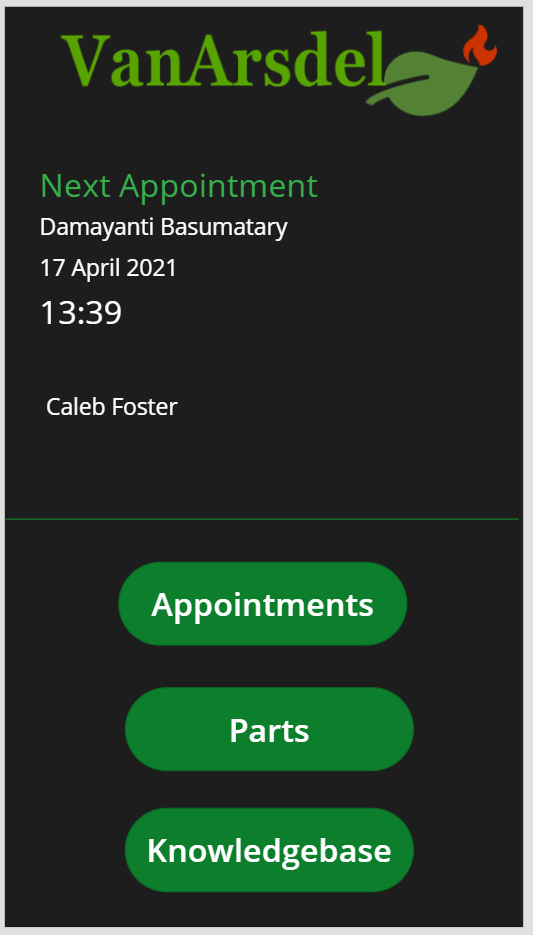 VanArsdel
Next Appointment
Damayanti Basumatary
17 April 2021
13:39
Caleb Foster
Appointments
Parts
Knowledgebase